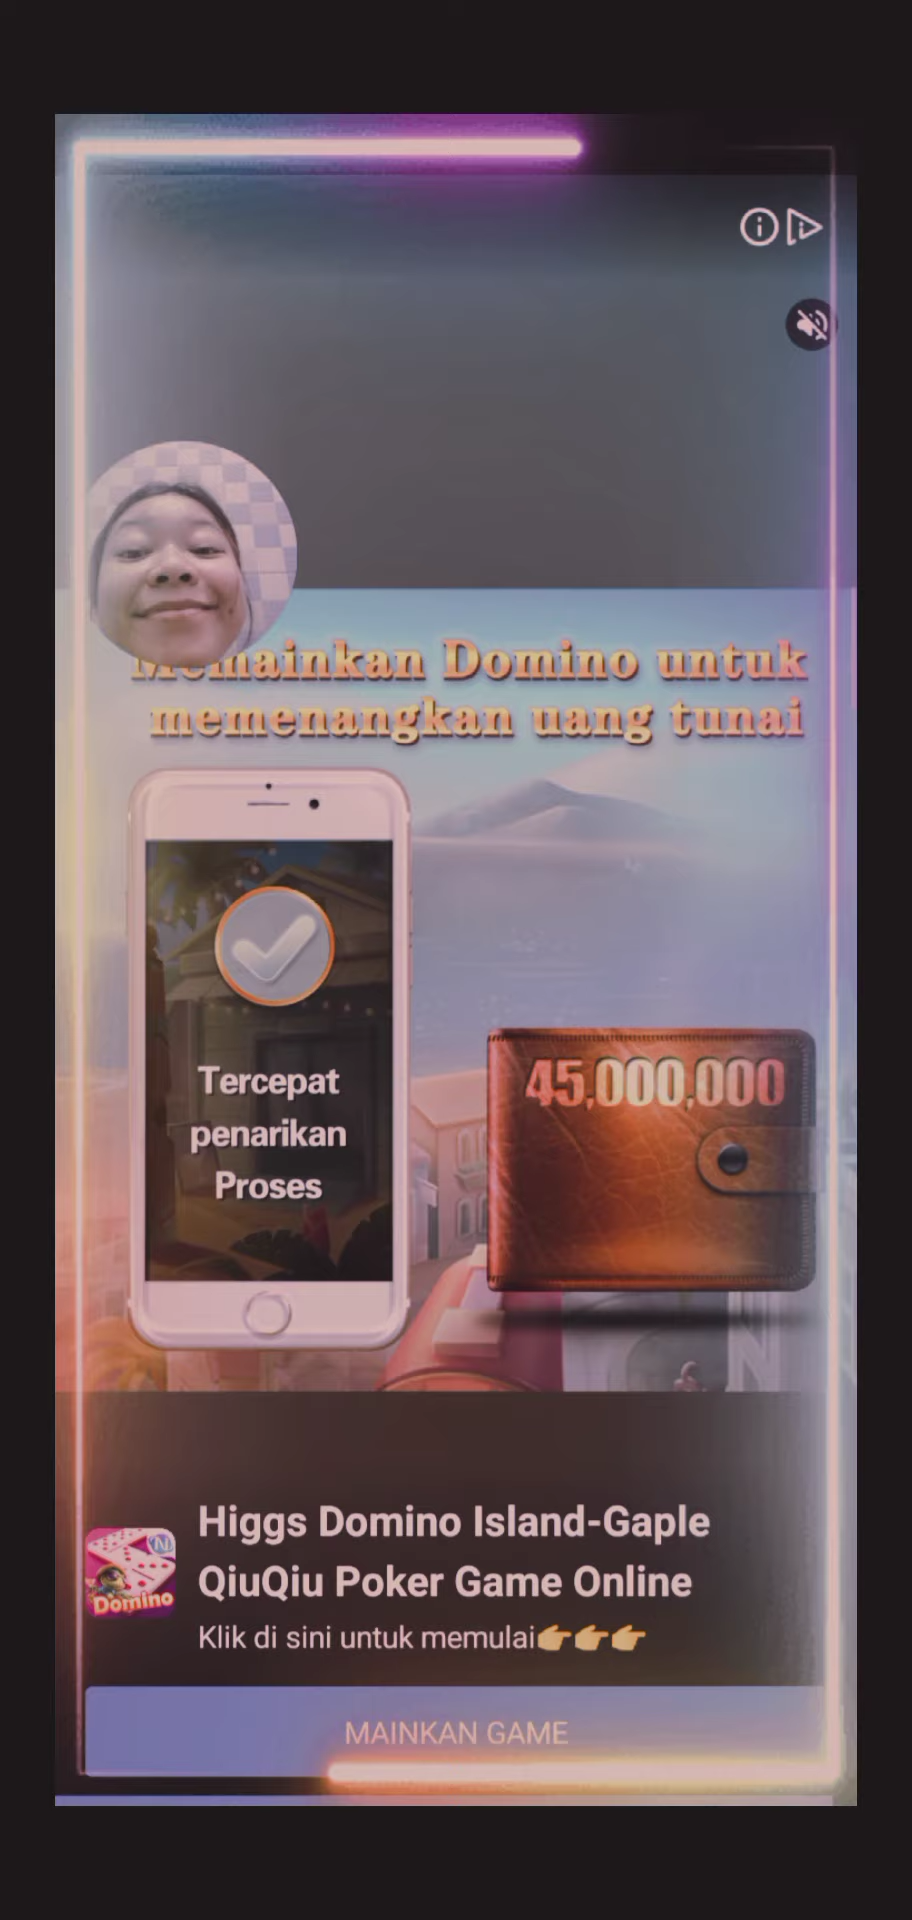 Memainkan Domino untuk
memenangkan uang tunai
Tercepat
penarikan
Proses
45,000,000
Higgs Domino Island-Gaple
QiuQiu Poker Game Online
Domino
Klik di sini untuk memulai👉👉👉
MAINKAN GAME